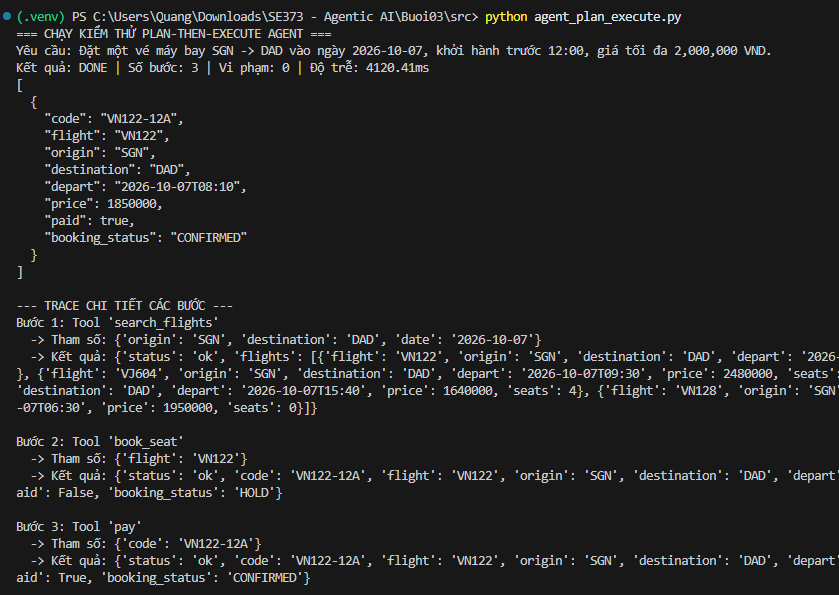 (.venv) PS C:\Users\Quang\Downloads\SE373 - Agentic AI\Buoi03\src> python agent_plan_execute.py
=== CHẠY KIỂM THỬ PLAN-THEN-EXECUTE AGENT ===
Yêu cầu: Đặt một vé máy bay SGN -> DAD vào ngày 2026-10-07, khởi hành trước 12:00, giá tối đa 2,000,000 VND.
Kết quả: DONE | Số bước: 3 | Vi phạm: 0 | Độ trễ: 4120.41ms
[
  {
    "code": "VN122-12A",
    "flight": "VN122",
    "origin": "SGN",
    "destination": "DAD",
    "depart": "2026-10-07T08:10",
    "price": 1850000,
    "paid": true,
    "booking_status": "CONFIRMED"
  }
]

--- TRACE CHI TIẾT CÁC BƯỚC ---
Bước 1: Tool 'search_flights'
  -> Tham số: {'origin': 'SGN', 'destination': 'DAD', 'date': '2026-10-07'}
  -> Kết quả: {'status': 'ok', 'flights': [{'flight': 'VN122', 'origin': 'SGN', 'destination': 'DAD', 'depart': '2026-
}, {'flight': 'VJ604', 'origin': 'SGN', 'destination': 'DAD', 'depart': '2026-10-07T09:30', 'price': 2480000, 'seats':
'destination': 'DAD', 'depart': '2026-10-07T15:40', 'price': 1640000, 'seats': 4}, {'flight': 'VN128', 'origin': 'SGN'
-07T06:30', 'price': 1950000, 'seats': 0}]}

Bước 2: Tool 'book_seat'
  -> Tham số: {'flight': 'VN122'}
  -> Kết quả: {'status': 'ok', 'code': 'VN122-12A', 'flight': 'VN122', 'origin': 'SGN', 'destination': 'DAD', 'depart'
aid': False, 'booking_status': 'HOLD'}

Bước 3: Tool 'pay'
  -> Tham số: {'code': 'VN122-12A'}
  -> Kết quả: {'status': 'ok', 'code': 'VN122-12A', 'flight': 'VN122', 'origin': 'SGN', 'destination': 'DAD', 'depart'
aid': True, 'booking_status': 'CONFIRMED'}